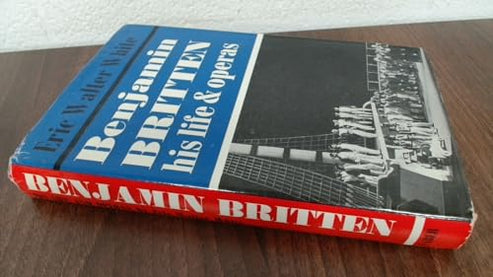 Eric Walter White
Benjamin
BRITTEN
his life & operas
BENJAMIN BRITTEN